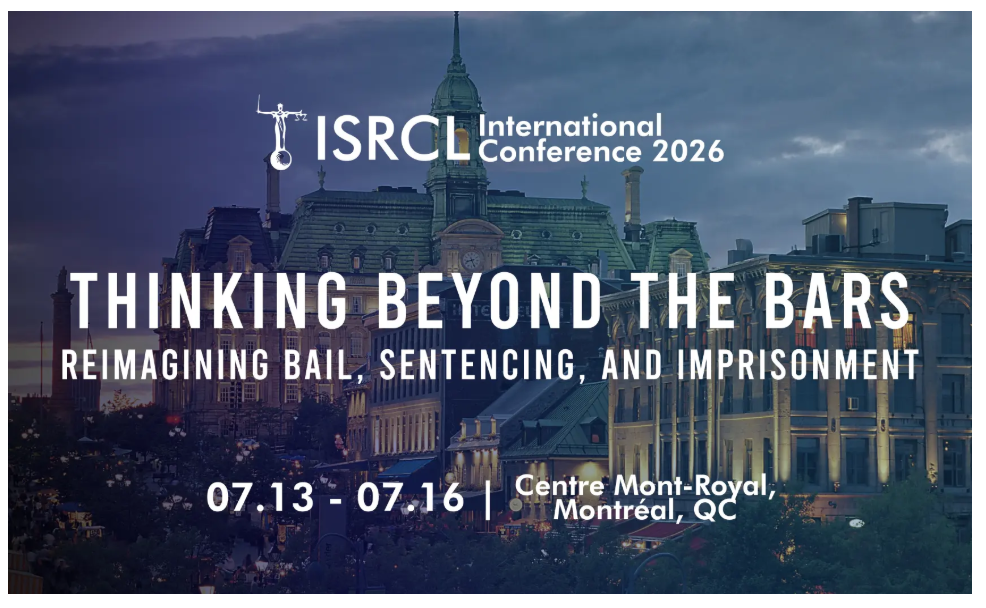 ISRCL International
Conference 2026
THINKING BEYOND THE BARS
REIMAGINING BAIL, SENTENCING, AND IMPRISONMENT
07.13 - 07.16 | Centre Mont-Royal,
Montréal, QC